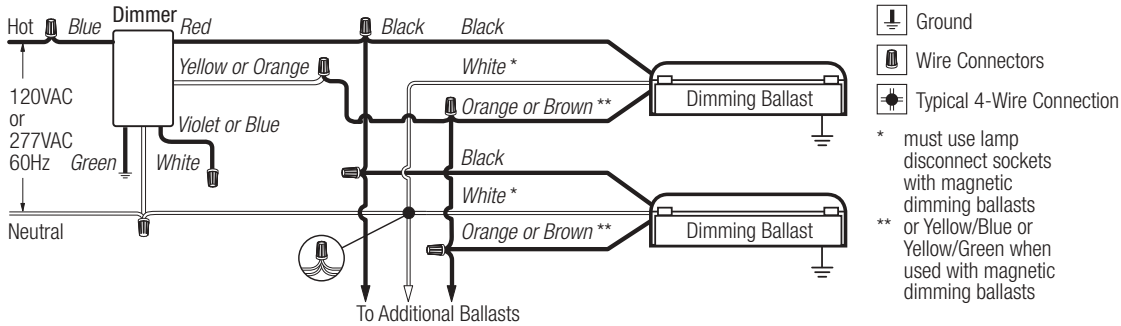 Dimmer
Hot
Blue
Red
Black
Black
Yellow or Orange
White *
120VAC
or
277VAC
60Hz
Orange or Brown **
Dimming Ballast
Violet or Blue
Green
White
Black
White *
Neutral
Orange or Brown **
Dimming Ballast
To Additional Ballasts
Ground
Wire Connectors
Typical 4-Wire Connection
* must use lamp
disconnect sockets
with magnetic
dimming ballasts
** or Yellow/Blue or
Yellow/Green when
used with magnetic
dimming ballasts